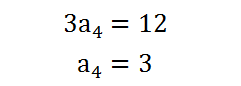 3a₄ = 12
a₄ = 3